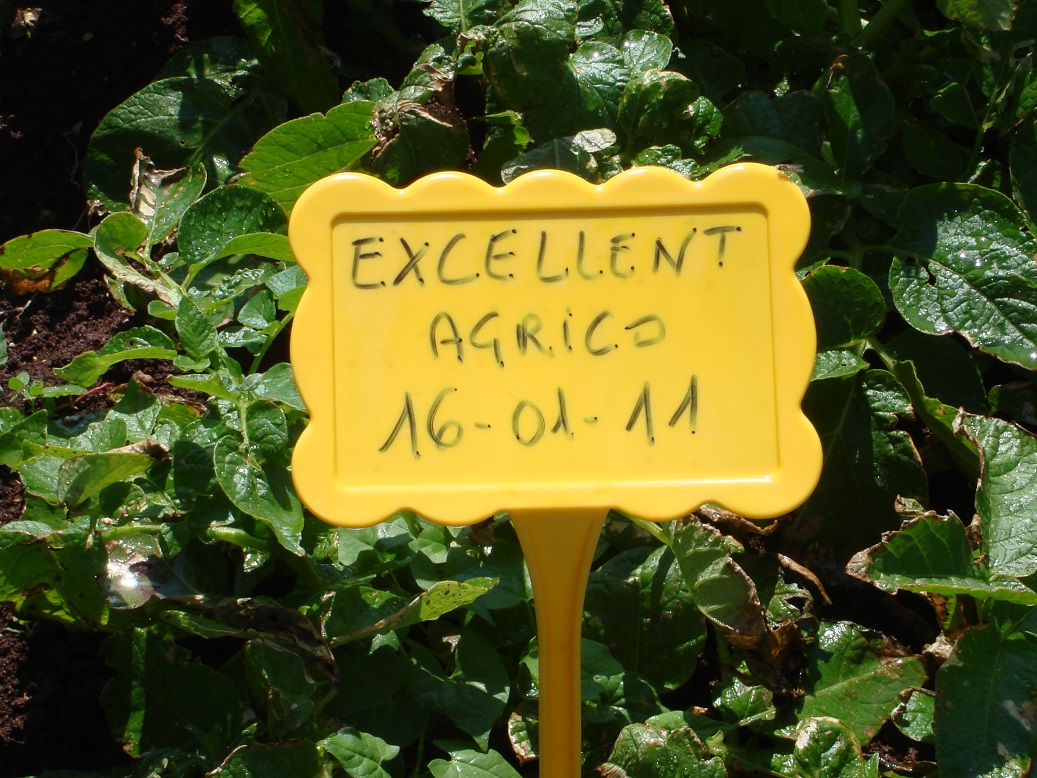 EXCELLENT
AGRiCO
16-01-11